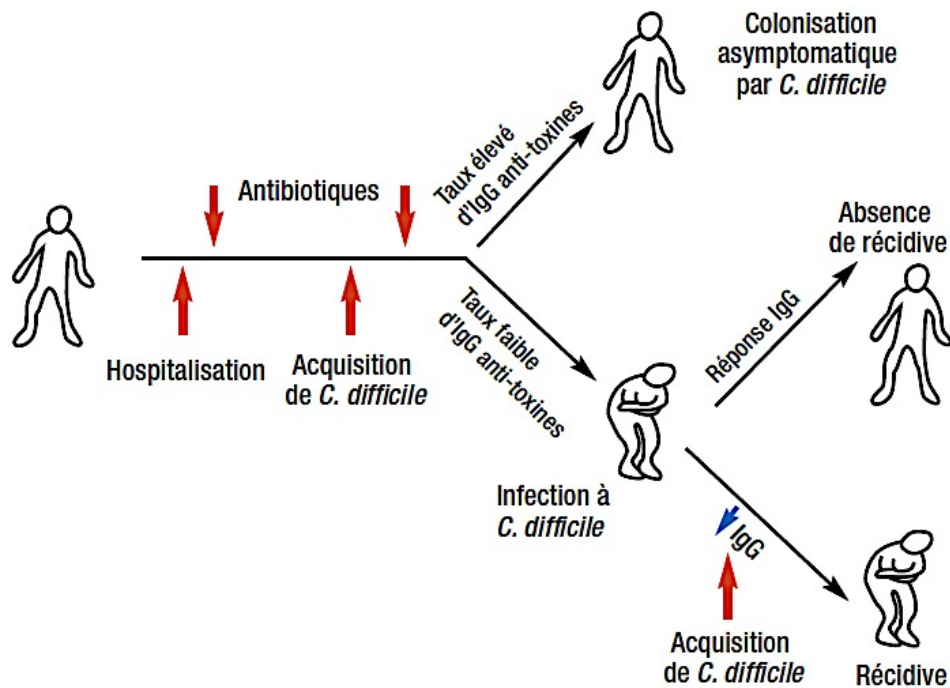 Colonisation
asymptomatique
par C. difficile
Taux élevé
d'IgG anti-toxines
Antibiotiques
Absence
de récidive
Hospitalisation
Acquisition
de C. difficile
Taux faible
d'IgG anti-toxines
Réponse IgG
Infection à
C. difficile
IgG
Acquisition
de C. difficile
Récidive